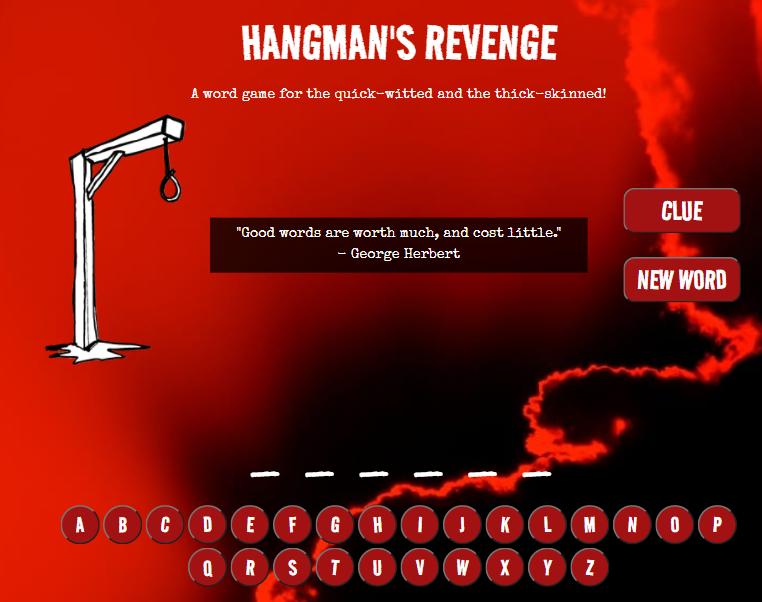 HANGMAN'S REVENGE
A word game for the quick-witted and the thick-skinned!
CLUE
"Good words are worth much, and cost little."
- George Herbert
NEW WORD
A B C D E F G H I J K L M N O P
Q R S T U V W X Y Z